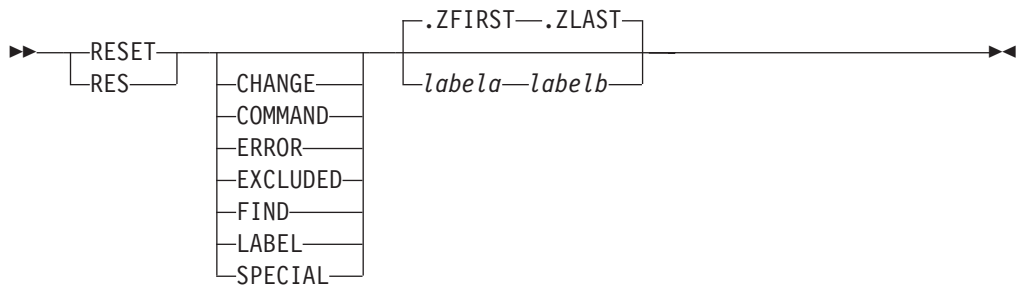 .ZFIRST .ZLAST
RESET
RES
CHANGE
labela labelb
COMMAND
ERROR
EXCLUDED
FIND
LABEL
SPECIAL